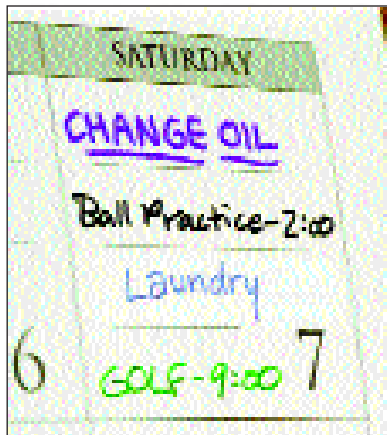 SATURDAY
CHANGE OIL
Ball Practice-2:00
Laundry
6
GOLF-9:00 7